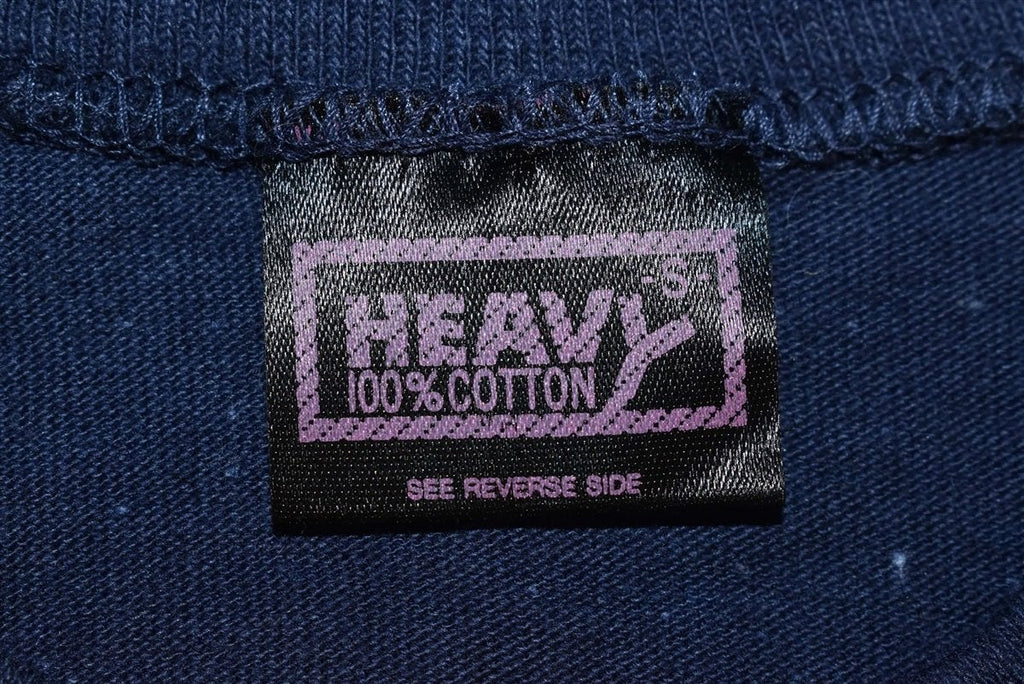 -S-
HEAVY
100% COTTON
SEE REVERSE SIDE